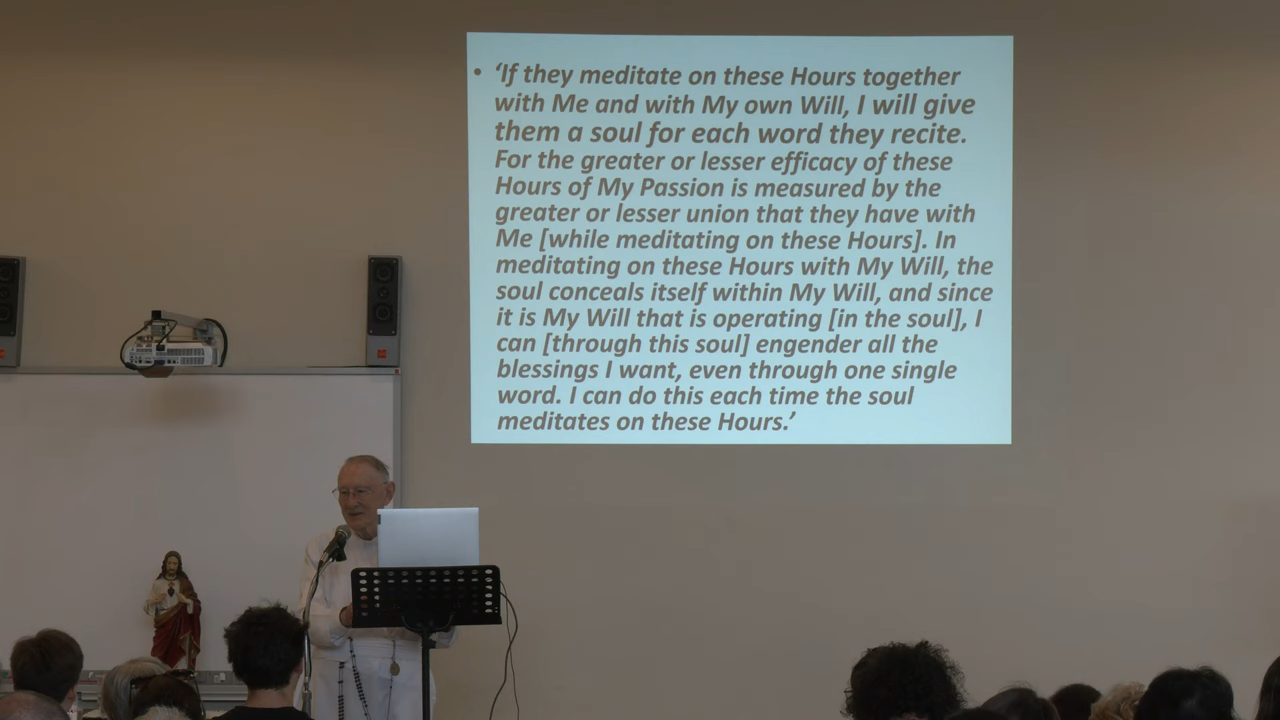 • ‘If they meditate on these Hours together
with Me and with My own Will, I will give
them a soul for each word they recite.
For the greater or lesser efficacy of these
Hours of My Passion is measured by the
greater or lesser union that they have with
Me [while meditating on these Hours]. In
meditating on these Hours with My Will, the
soul conceals itself within My Will, and since
it is My Will that is operating [in the soul], I
can [through this soul] engender all the
blessings I want, even through one single
word. I can do this each time the soul
meditates on these Hours.’